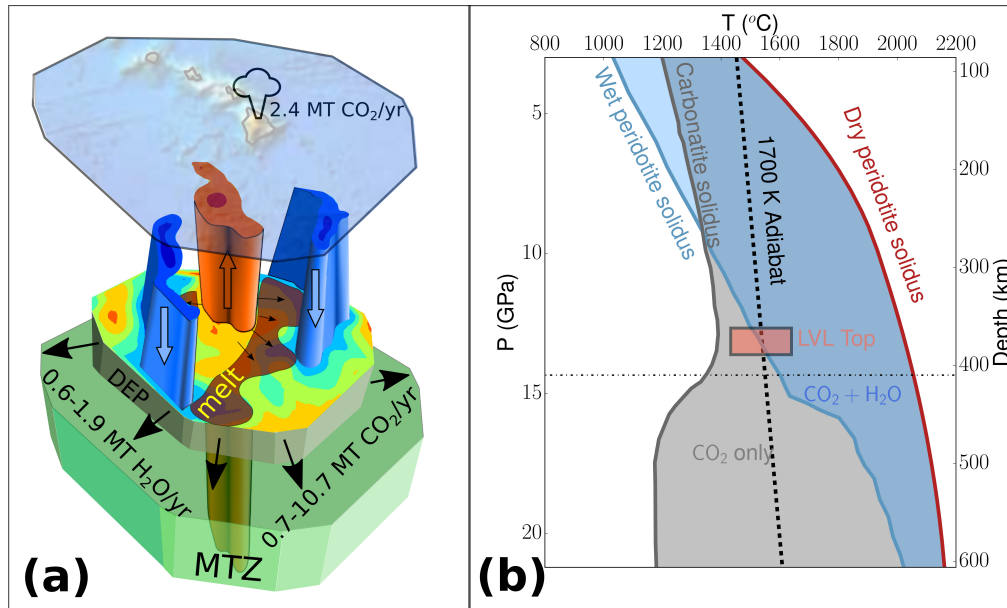 2.4 MT CO₂/yr
melt
DEP
0.6-1.9 MT H₂O/yr
0.7-10.7 MT CO₂/yr
MTZ
(a)
T (°C)
800 1000 1200 1400 1600 1800 2000 2200
P (GPa)
5
10
15
20
Depth (km)
100
200
300
400
500
600
Wet peridotite solidus
Carbonatite solidus
1700 K Adiabat
Dry peridotite solidus
LVL Top
CO₂ + H₂O
CO₂ only
(b)